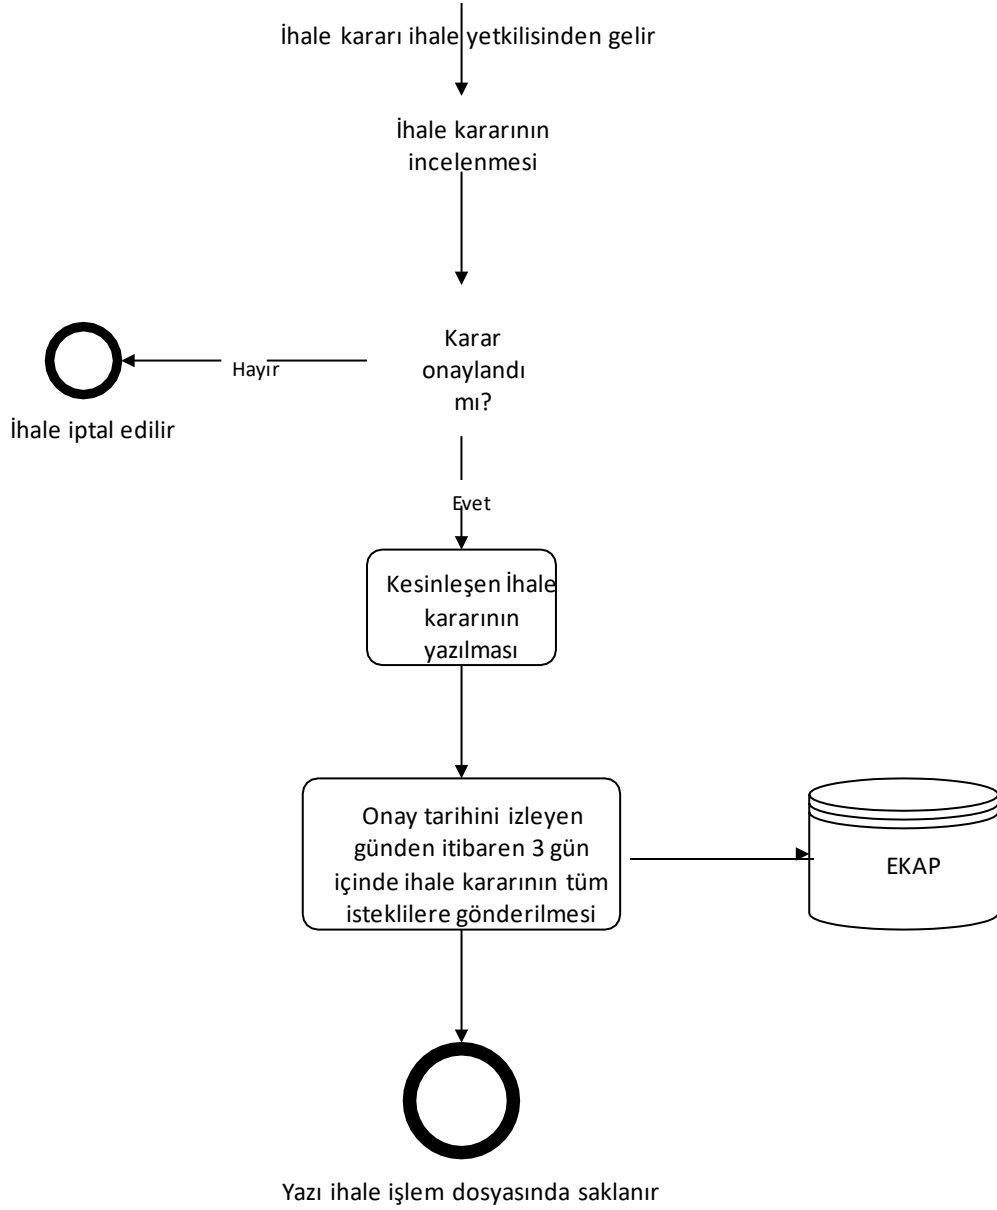 İhale kararı ihale yetkilisinden gelir
İhale kararının
incelenmesi
Karar
onaylandı
mı?
Hayır
İhale iptal edilir
Evet
Kesinleşen İhale
kararının
yazılması
Onay tarihini izleyen
günden itibaren 3 gün
içinde ihale kararının tüm
isteklilere gönderilmesi
EKAP
Yazı ihale işlem dosyasında saklanır